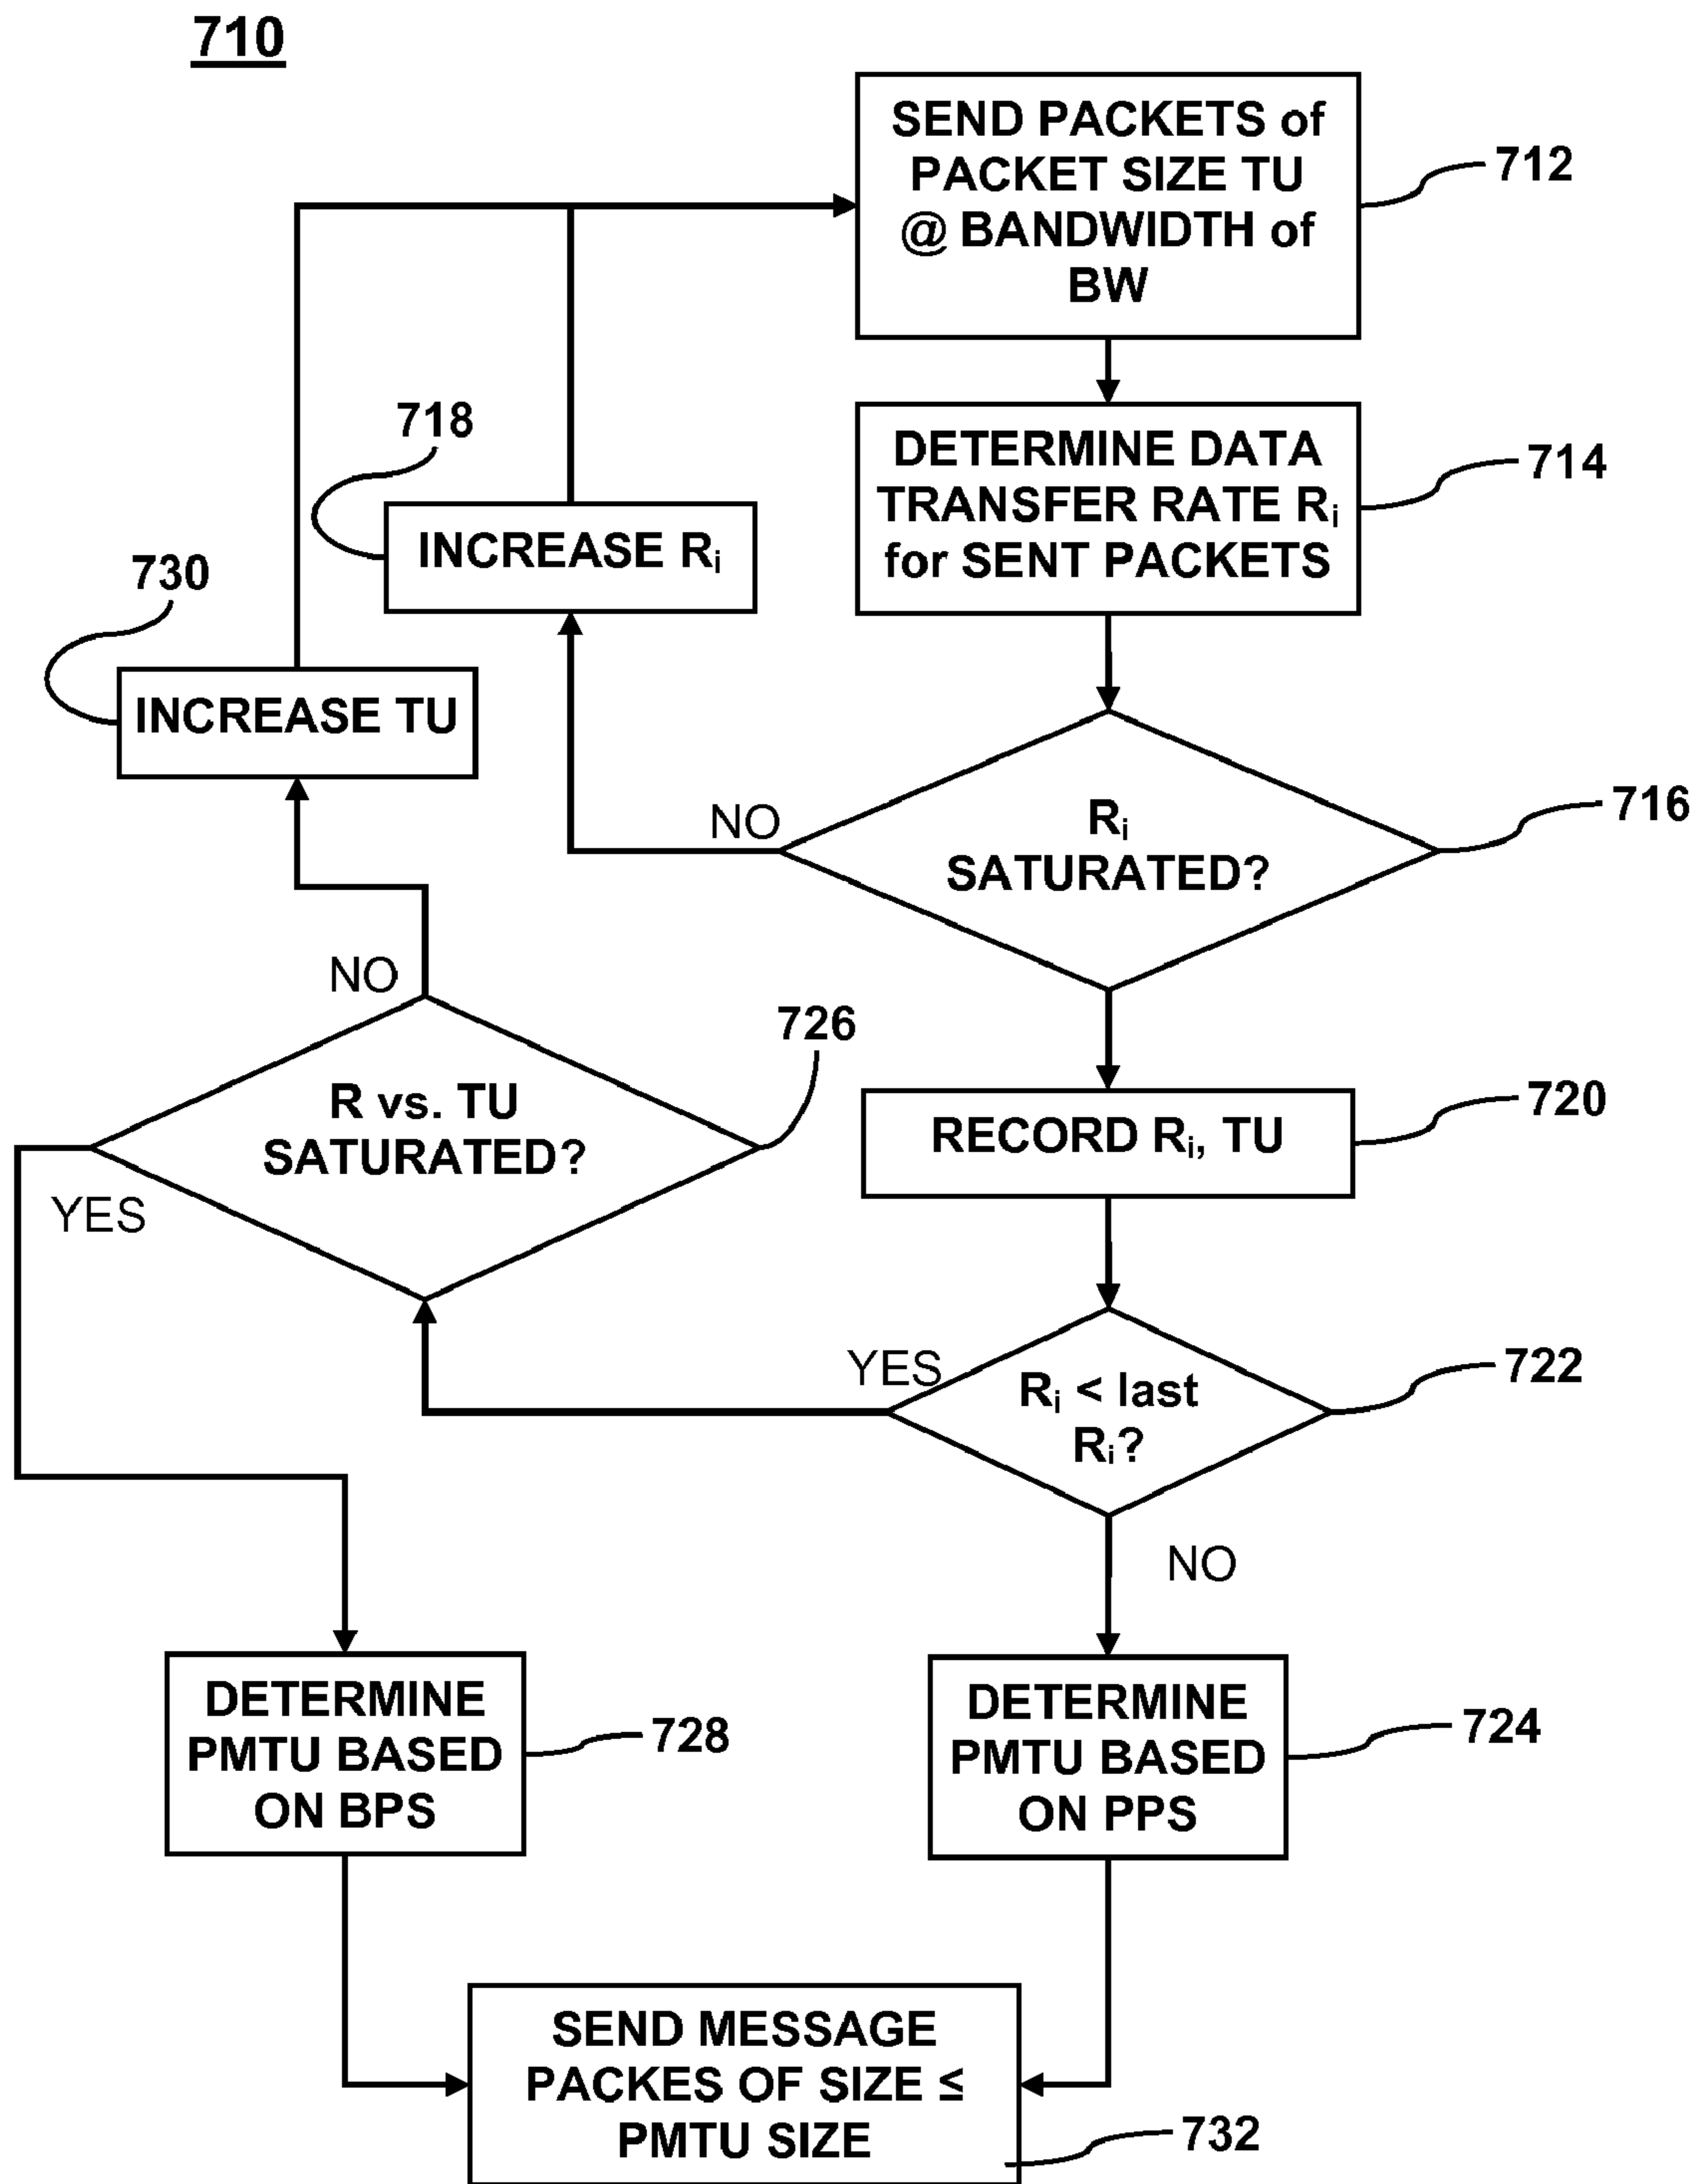 710
SEND PACKETS of
PACKET SIZE TU
@ BANDWIDTH of
BW
712
DETERMINE DATA
TRANSFER RATE Ri
for SENT PACKETS
714
718
INCREASE Ri
730
INCREASE TU
NO
Ri
SATURATED?
716
NO
726
R vs. TU
SATURATED?
YES
RECORD Ri, TU
720
YES
Ri < last
Ri?
722
NO
DETERMINE
PMTU BASED
ON BPS
728
DETERMINE
PMTU BASED
ON PPS
724
SEND MESSAGE
PACKES OF SIZE ≤
PMTU SIZE
732